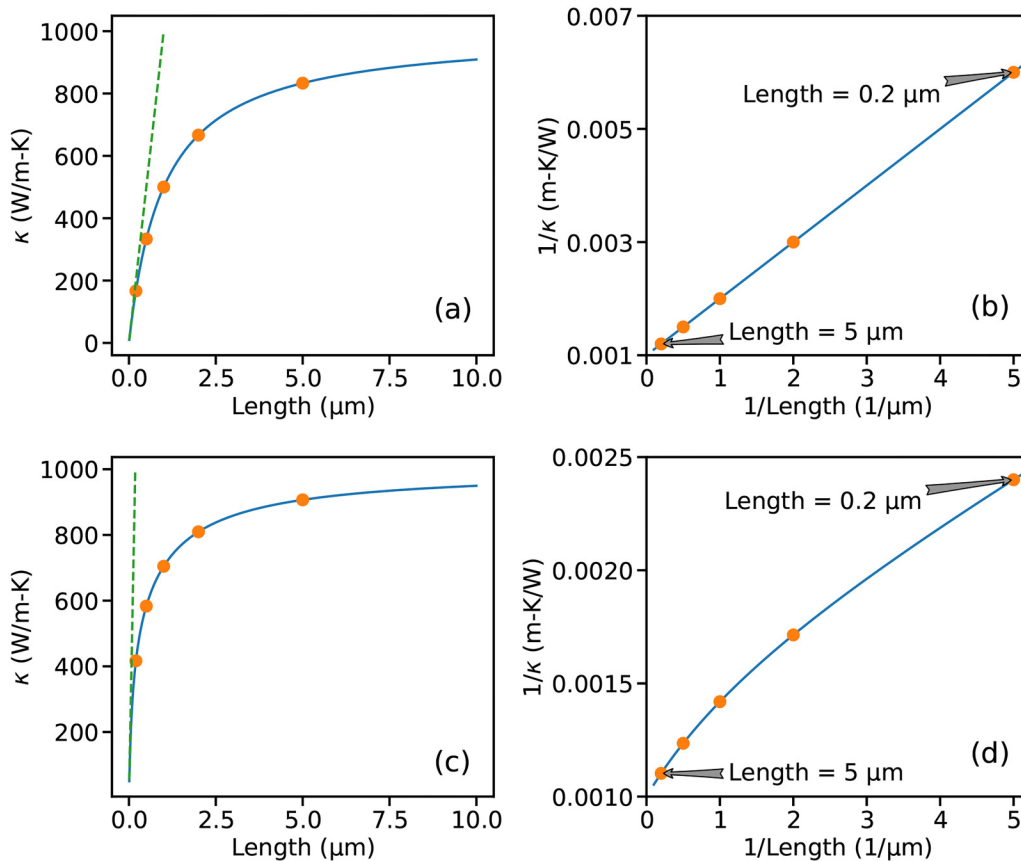 1000
800
600
400
200
0
κ (W/m-K)
(a)
0.0 2.5 5.0 7.5 10.0
Length (μm)
0.007
0.005
0.003
0.001
1/κ (m-K/W)
Length = 0.2 μm
Length = 5 μm
(b)
0 1 2 3 4 5
1/Length (1/μm)
1000
800
600
400
200
κ (W/m-K)
(c)
0.0 2.5 5.0 7.5 10.0
Length (μm)
0.0025
0.0020
0.0015
0.0010
1/κ (m-K/W)
Length = 0.2 μm
Length = 5 μm
(d)
0 1 2 3 4 5
1/Length (1/μm)